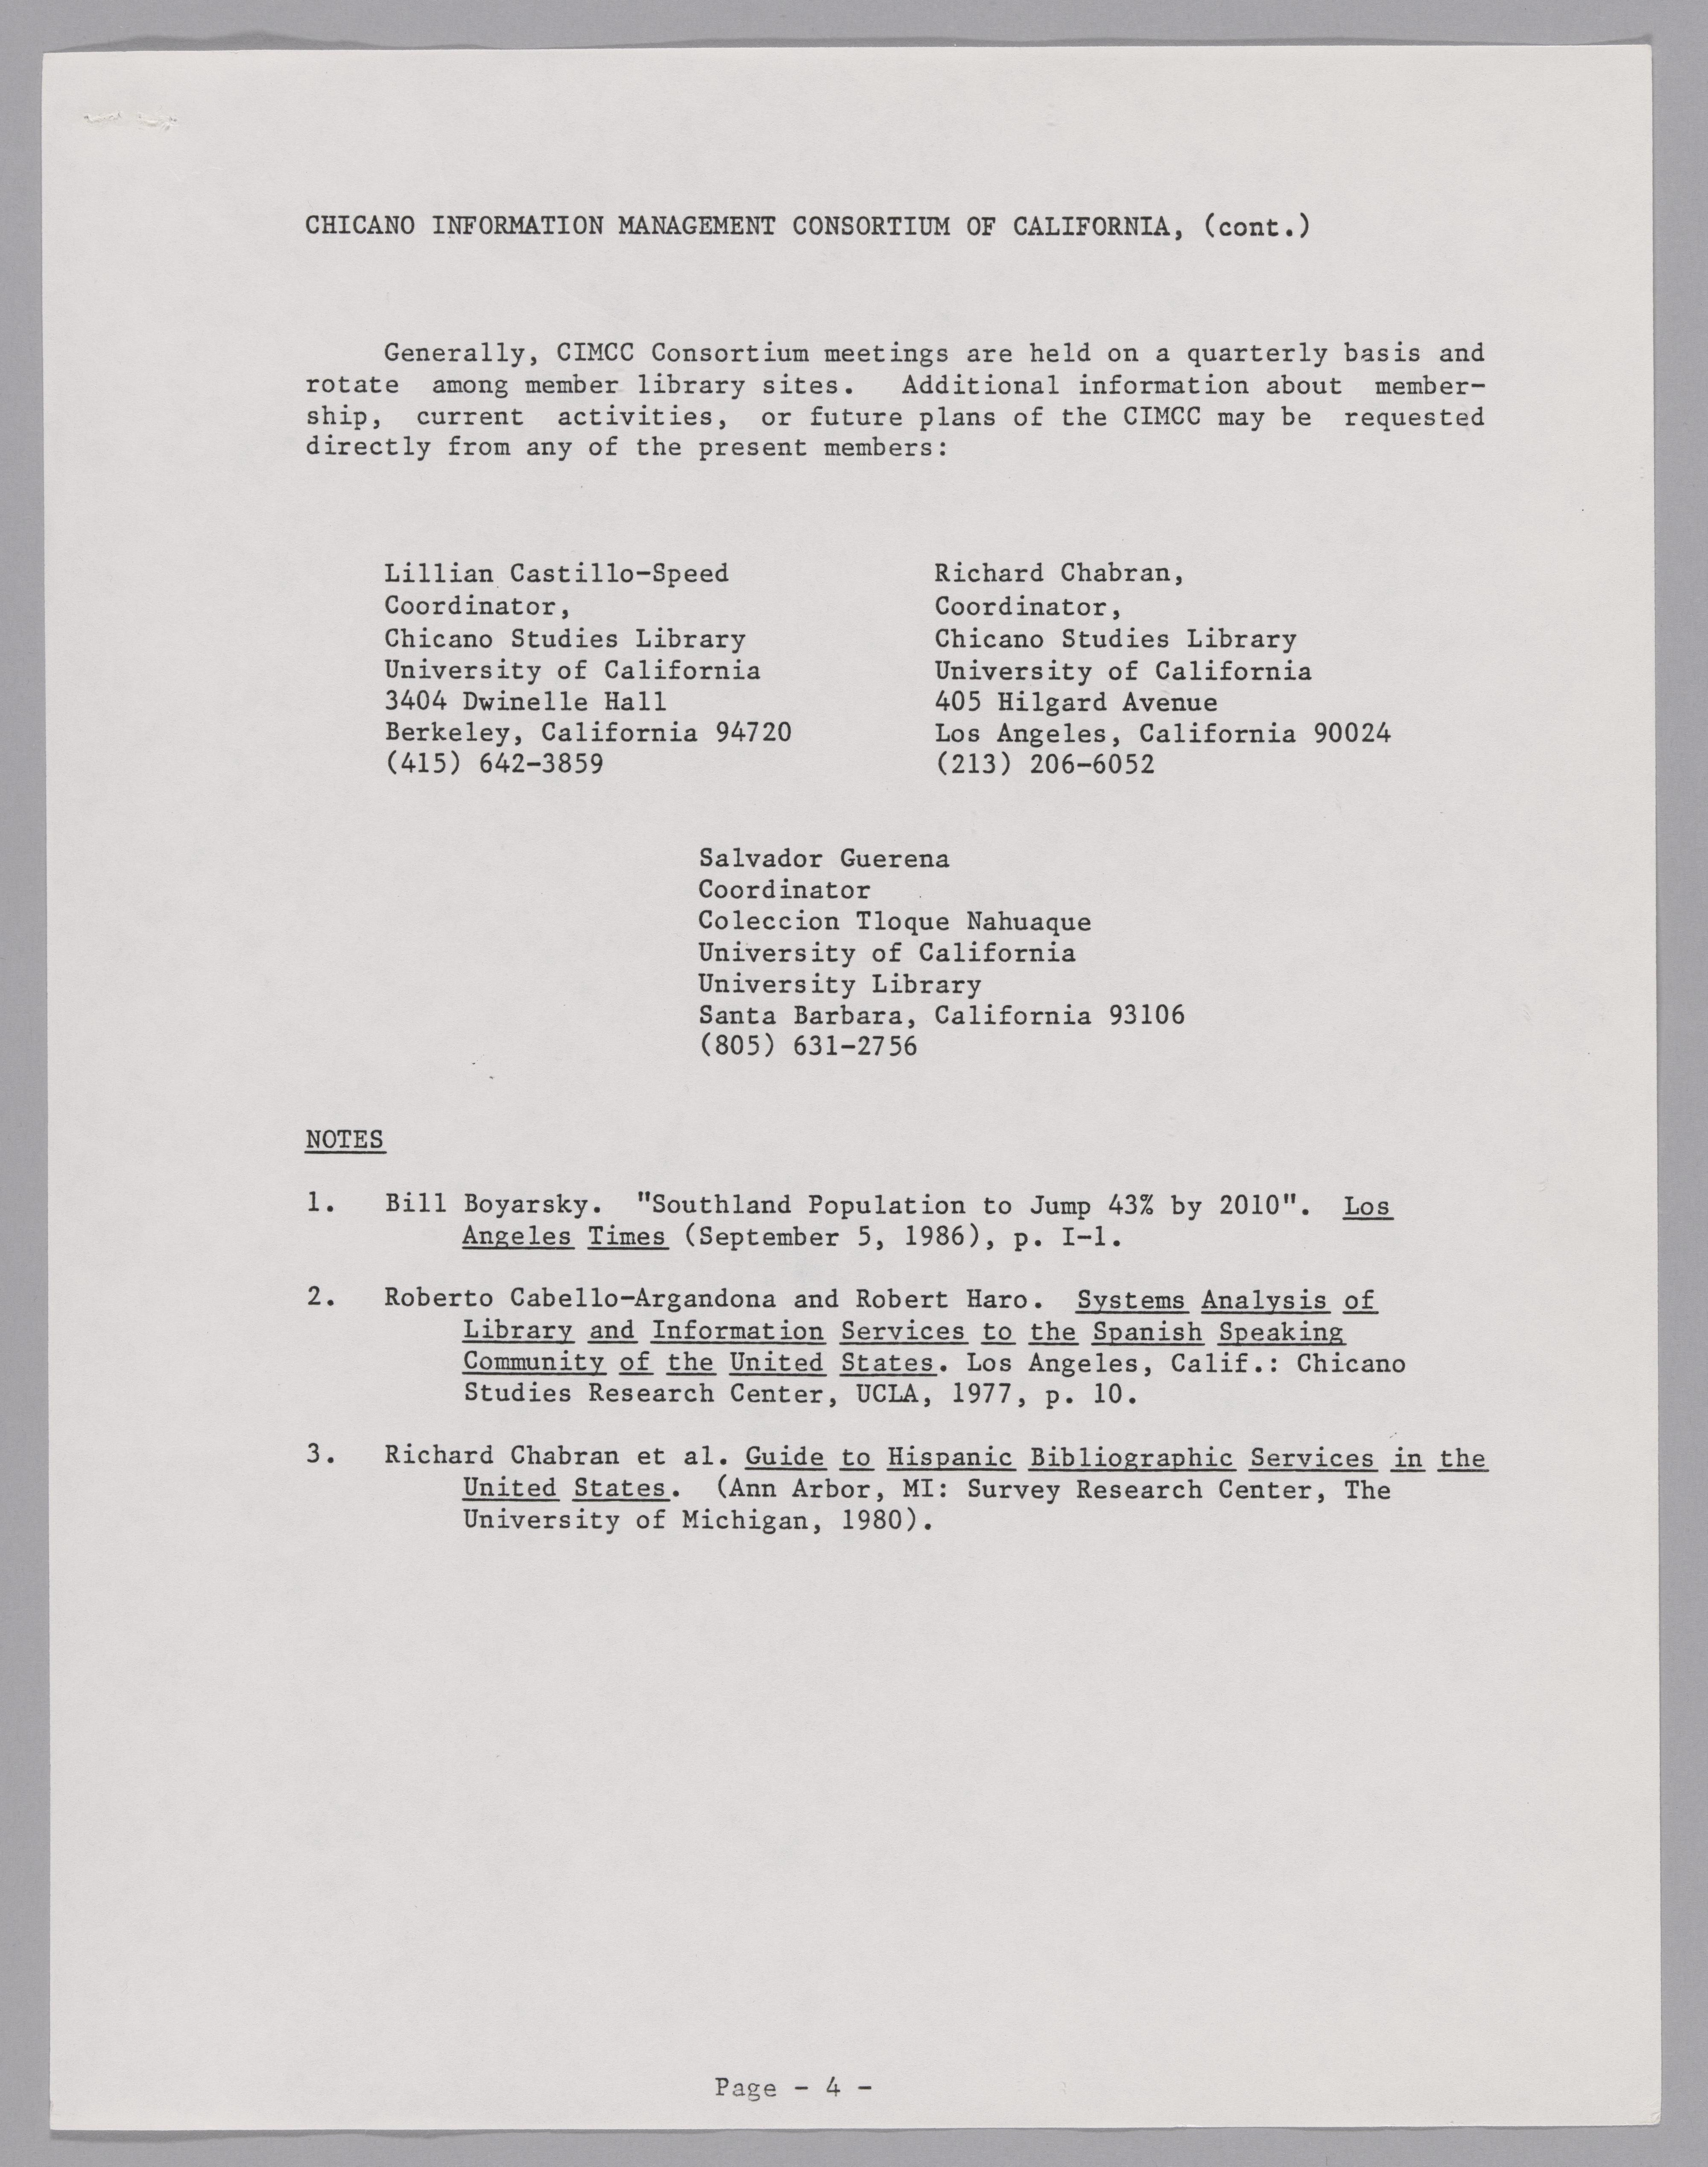 CHICANO INFORMATION MANAGEMENT CONSORTIUM OF CALIFORNIA, (cont.)
Generally, CIMCC Consortium meetings are held on a quarterly basis and
rotate among member library sites. Additional information about member-
ship, current activities, or future plans of the CIMCC may be requested
directly from any of the present members:
Lillian Castillo-Speed
Coordinator,
Chicano Studies Library
University of California
3404 Dwinelle Hall
Berkeley, California 94720
(415) 642-3859
Richard Chabran,
Coordinator,
Chicano Studies Library
University of California
405 Hilgard Avenue
Los Angeles, California 90024
(213) 206-6052
Salvador Guerena
Coordinator
Coleccion Tloque Nahuaque
University of California
University Library
Santa Barbara, California 93106
(805) 631-2756
NOTES
1. Bill Boyarsky. "Southland Population to Jump 43% by 2010". Los
Angeles Times (September 5, 1986), p. I-1.
2. Roberto Cabello-Argandona and Robert Haro. Systems Analysis of
Library and Information Services to the Spanish Speaking
Community of the United States. Los Angeles, Calif.: Chicano
Studies Research Center, UCLA, 1977, p. 10.
3. Richard Chabran et al. Guide to Hispanic Bibliographic Services in the
United States. (Ann Arbor, MI: Survey Research Center, The
University of Michigan, 1980).
Page - 4 -